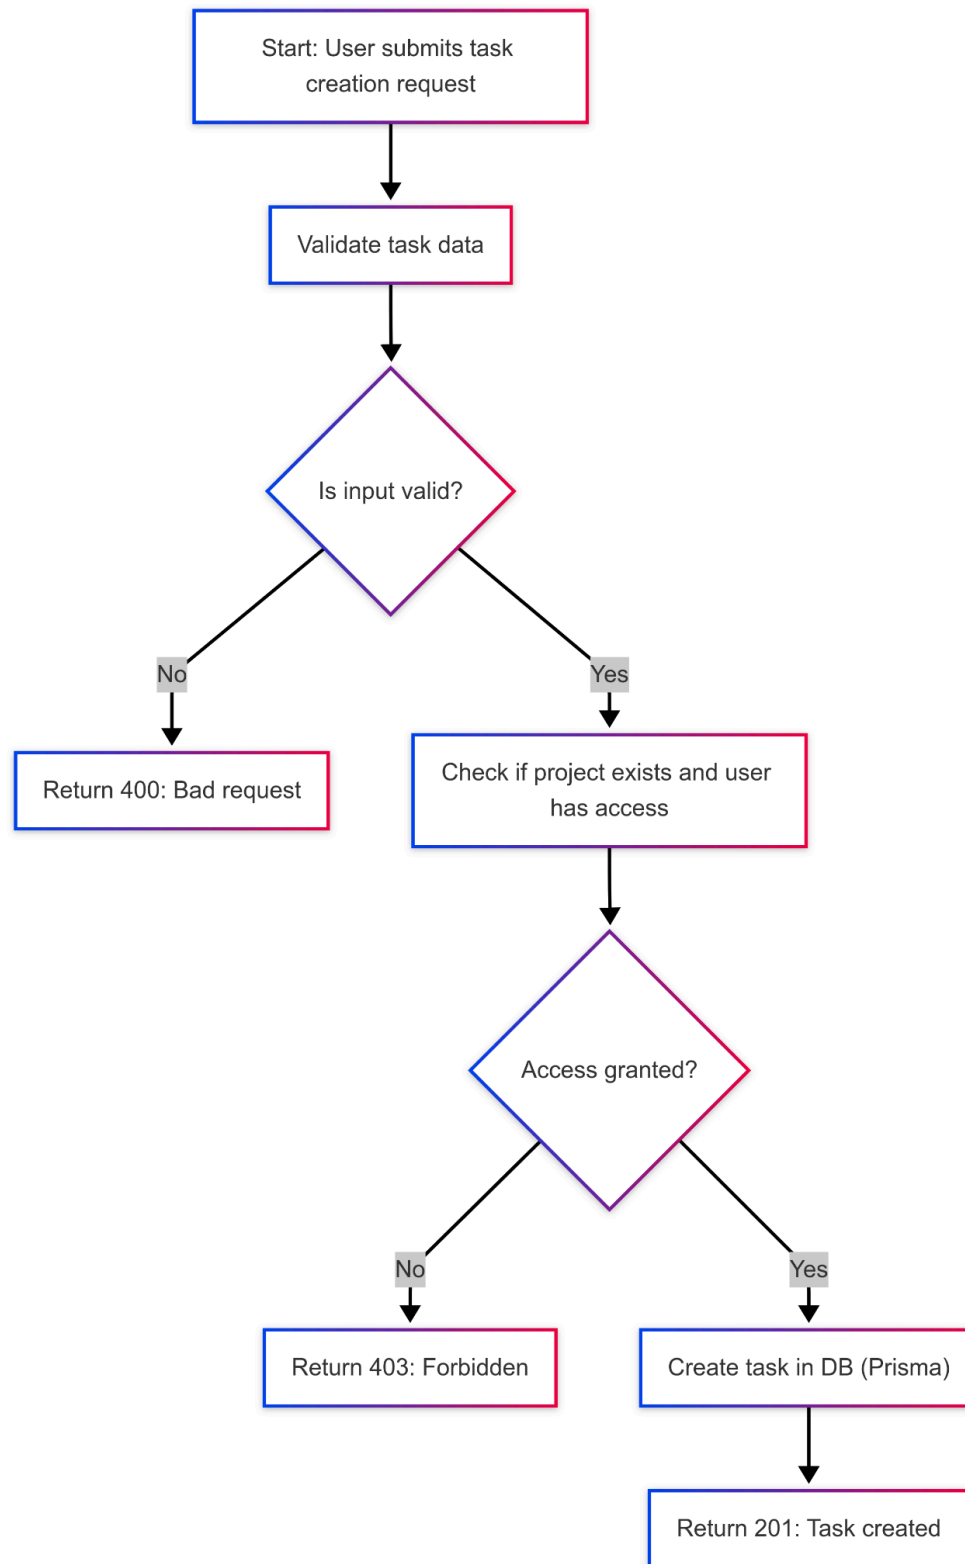 Start: User submits task
creation request
Validate task data
Is input valid?
No
Yes
Return 400: Bad request
Check if project exists and user
has access
Access granted?
No
Yes
Return 403: Forbidden
Create task in DB (Prisma)
Return 201: Task created